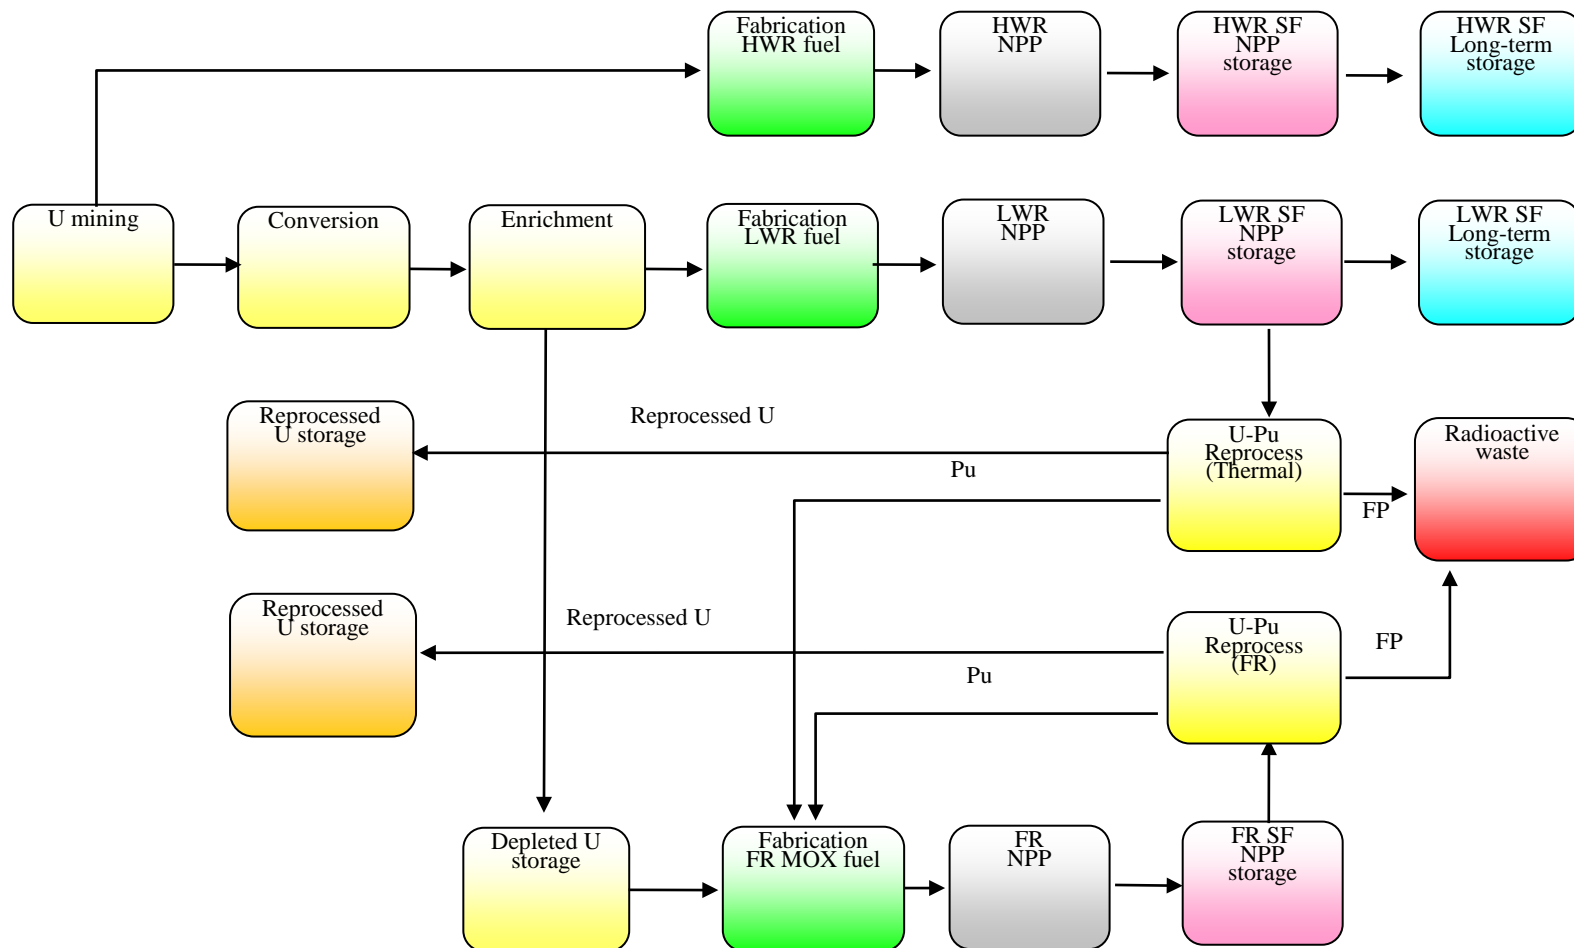 Fabrication
HWR fuel
HWR
NPP
HWR SF
NPP
storage
HWR SF
Long-term
storage
U mining
Conversion
Enrichment
Fabrication
LWR fuel
LWR
NPP
LWR SF
NPP
storage
LWR SF
Long-term
storage
Reprocessed
U storage
Reprocessed U
Pu
U-Pu
Reprocess
(Thermal)
FP
Radioactive
waste
Reprocessed
U storage
Reprocessed U
Pu
U-Pu
Reprocess
(FR)
FP
Depleted U
storage
Fabrication
FR MOX fuel
FR
NPP
FR SF
NPP
storage